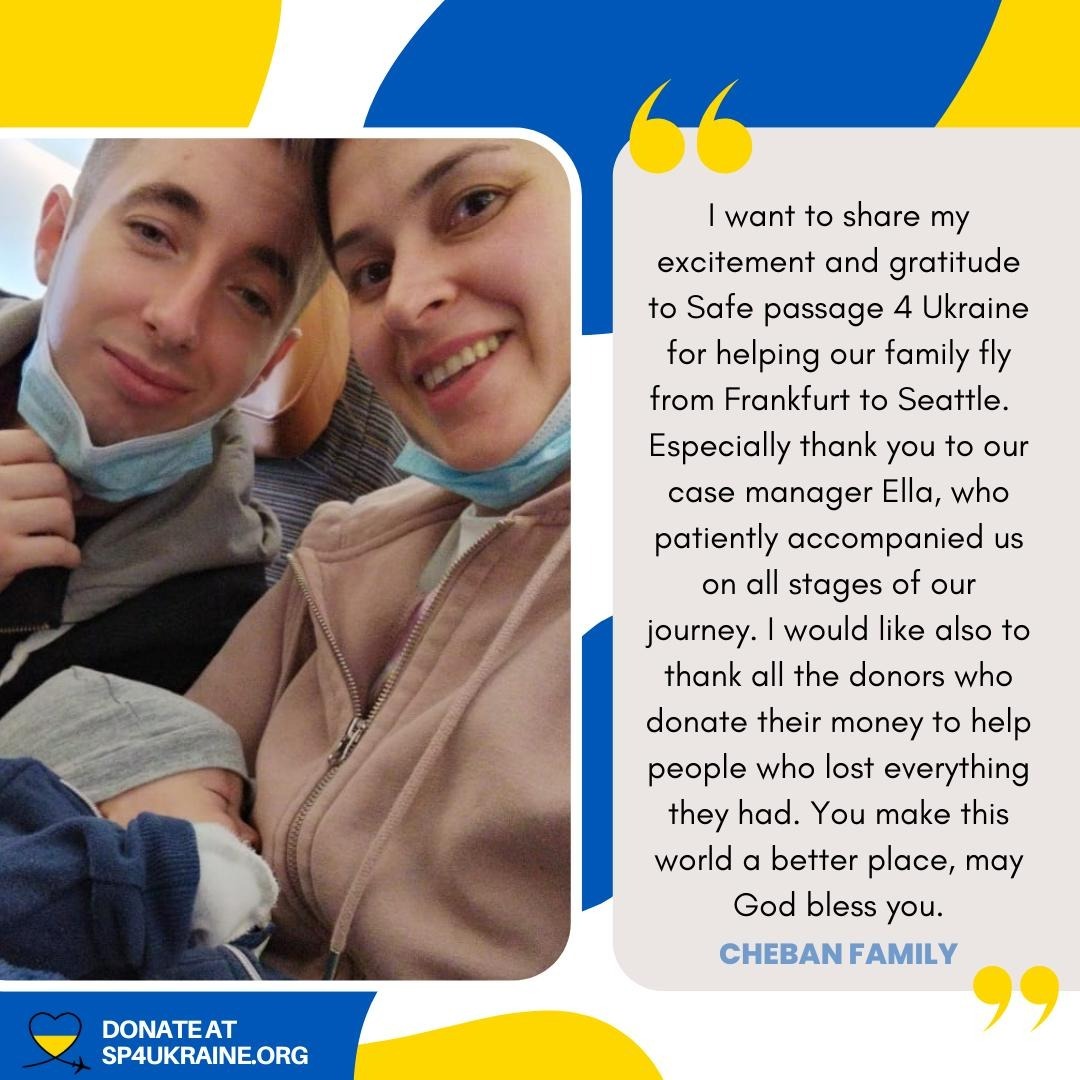 I want to share my
excitement and gratitude
to Safe passage 4 Ukraine
for helping our family fly
from Frankfurt to Seattle.
Especially thank you to our
case manager Ella, who
patiently accompanied us
on all stages of our
journey. I would like also to
thank all the donors who
donate their money to help
people who lost everything
they had. You make this
world a better place, may
God bless you.
CHEBAN FAMILY
DONATE AT
SP4UKRAINE.ORG